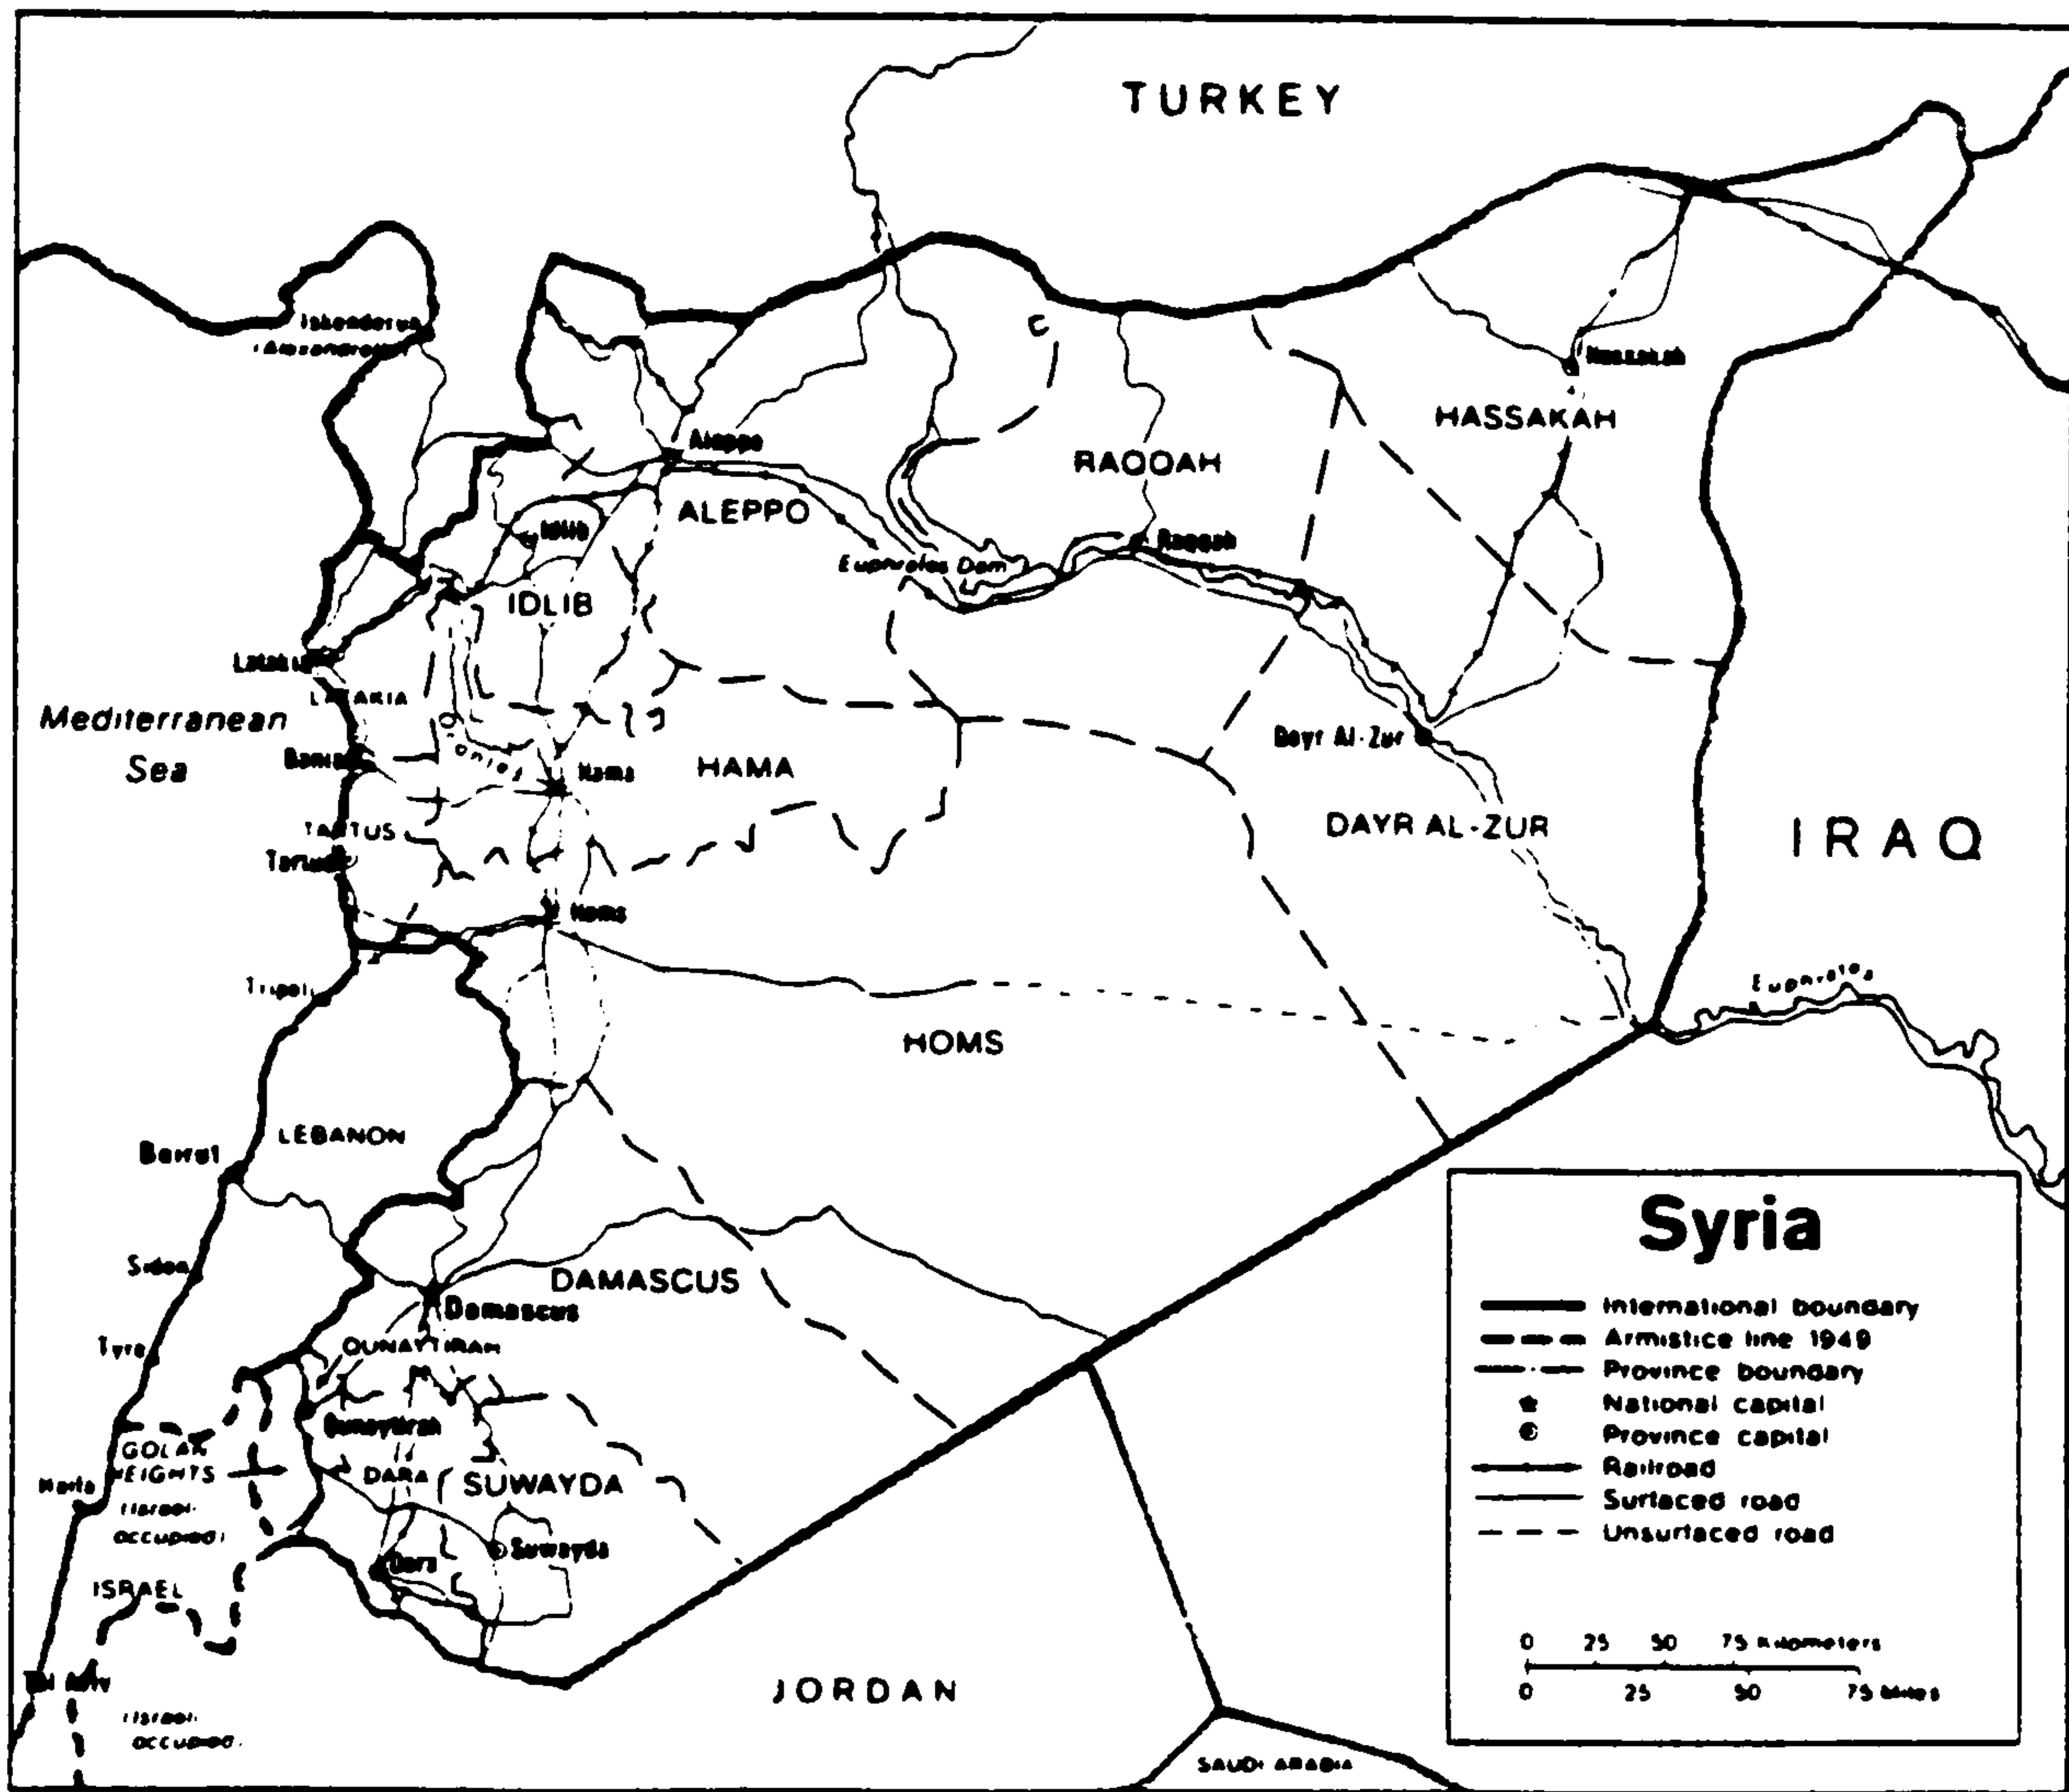 TURKEY
Iskenderun
(Alexandretta)
Hassakah
HASSAKAH
Aleppo
RAQQAH
ALEPPO
Idlib
Raqqah
Euphrates Dam
IDLIB
Latakia
LATAKIA
Mediterranean
Sea
Orontes
Dayr Al-Zur
Hama
HAMA
DAYR AL-ZUR
IRAQ
TARTUS
Tartus
Homs
Tripoli
Euphrates
HOMS
LEBANON
Beirut
Sidon
DAMASCUS
Damascus
Tyre
QUNAYTIRAH
Qunaytirah
GOLAN
HEIGHTS
(Israel-
occupied)
Haifa
DARA
SUWAYDA
Dara
Suwayda
ISRAEL
Tel Aviv
(Israel-
occupied)
JORDAN
SAUDI ARABIA
Syria
International boundary
Armistice line 1949
Province boundary
National capital
Province capital
Railroad
Surfaced road
Unsurfaced road
0 25 50 75 Kilometers
0 25 50 75 Miles